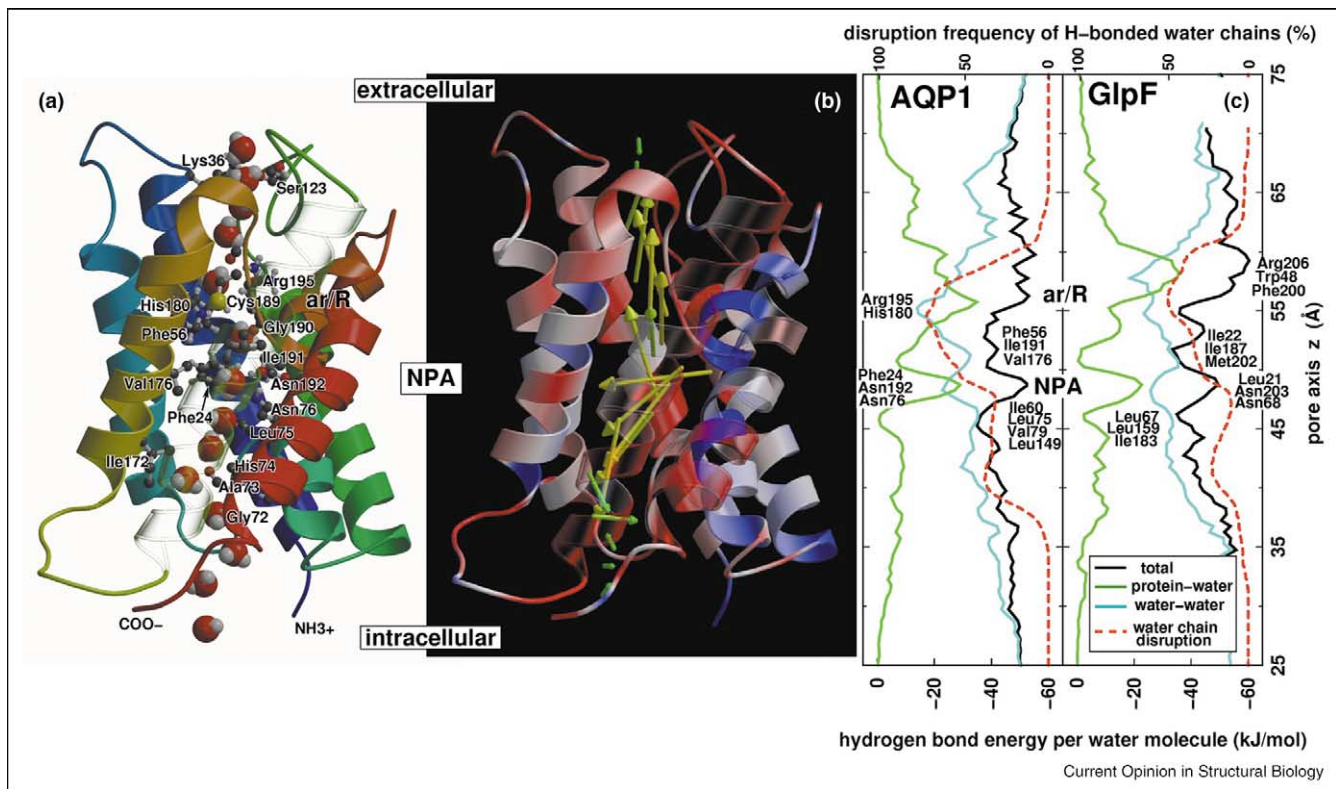 (a)
extracellular
Lys36
Ser123
Arg195
His180
Cys189
ar/R
Phe56
Gly190
Ile191
Val176
Asn192
Phe24
Asn76
Leu75
Ile172
His74
Ala73
Gly72
COO−
NH3+
intracellular
NPA
(b)
disruption frequency of H−bonded water chains (%)
100
50
0
100
50
0
AQP1
GlpF
(c)
75
65
55
45
35
25
pore axis z (Å)
Arg195
His180
ar/R
Phe56
Ile191
Val176
Phe24
Asn192
Asn76
NPA
Ile60
Leu75
Val79
Leu149
Arg206
Trp48
Phe200
Ile22
Ile187
Met202
Leu21
Asn203
Asn68
Leu67
Leu159
Ile183
total
protein−water
water−water
water chain
disruption
0
−20
−40
−60
0
−20
−40
−60
hydrogen bond energy per water molecule (kJ/mol)
Current Opinion in Structural Biology